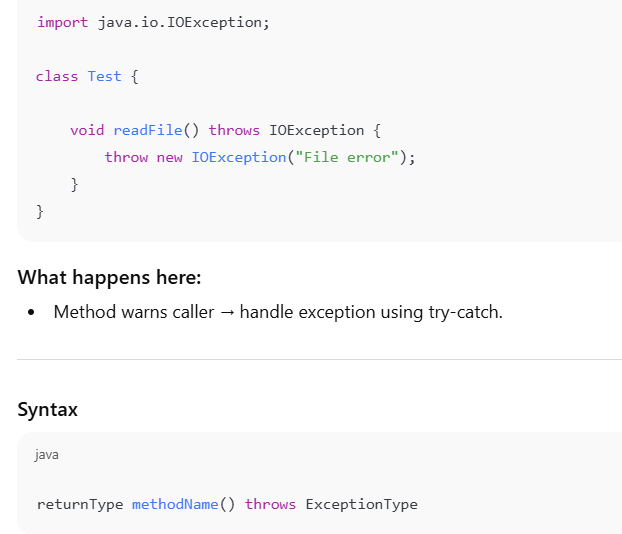 import java.io.IOException;
class Test {
void readFile() throws IOException {
throw new IOException("File error");
}
}
What happens here:
• Method warns caller → handle exception using try-catch.
Syntax
java
returnType methodName() throws ExceptionType